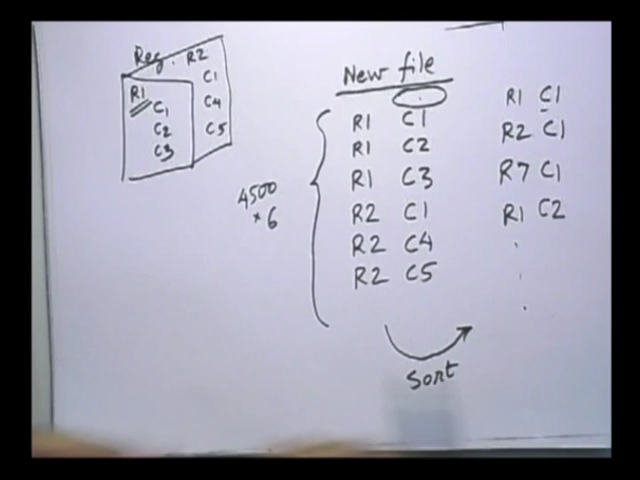 Reg. R2
R1
C1
C2
C3
C1
C4
C5
4500
* 6
New file
R1 C1
R1 C2
R1 C3
R2 C1
R2 C4
R2 C5
Sort
R1 C1
R2 C1
R7 C1
R1 C2